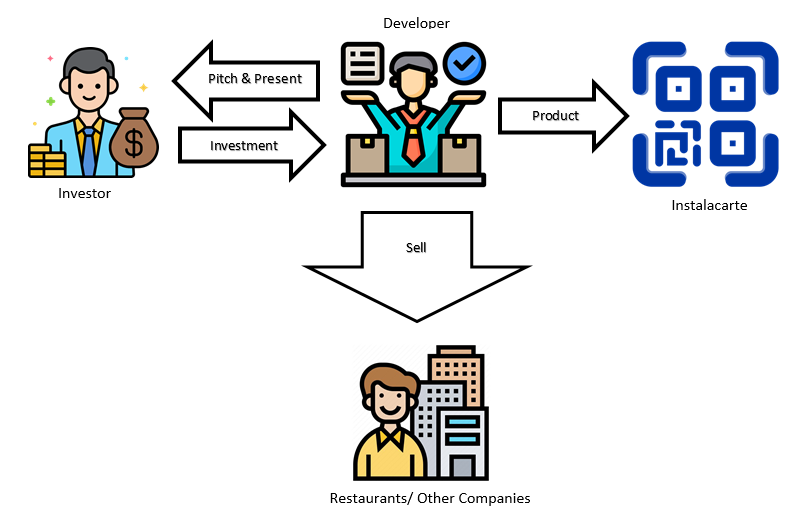 Developer
Pitch & Present
Investment
Product
Investor
Instalacarte
Sell
Restaurants/ Other Companies